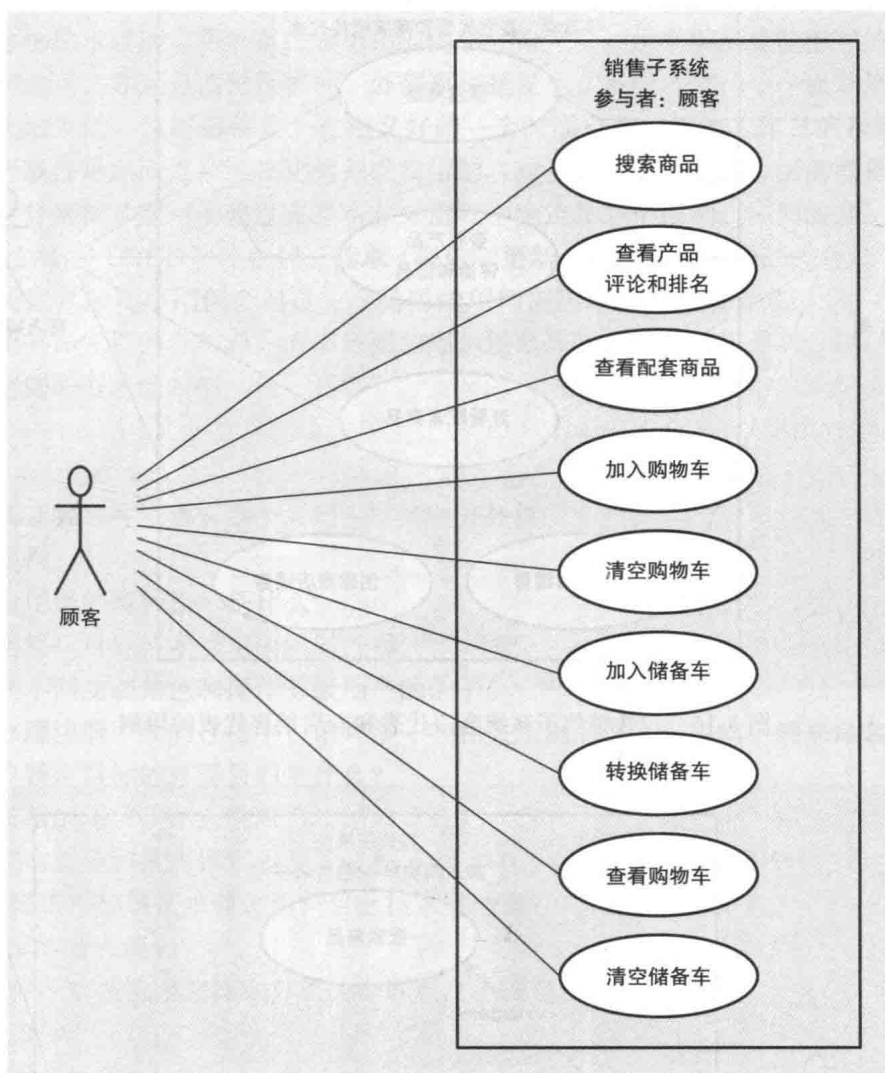 销售子系统
参与者：顾客
搜索商品
查看产品
评论和排名
查看配套商品
加入购物车
清空购物车
加入储备车
转换储备车
查看购物车
清空储备车
顾客